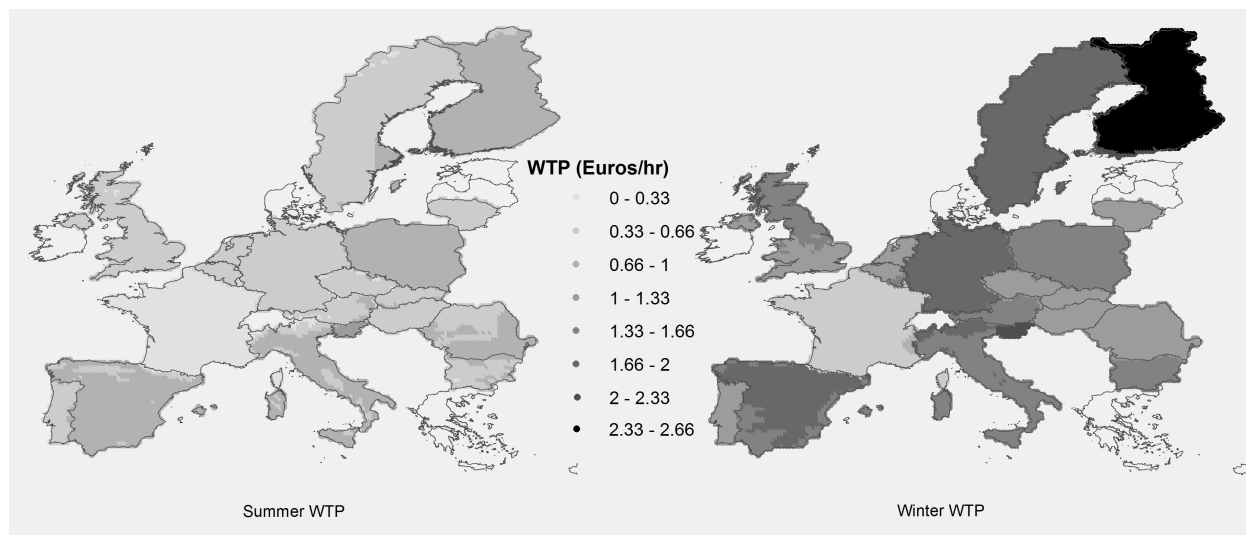 WTP (Euros/hr)
0 - 0.33
0.33 - 0.66
0.66 - 1
1 - 1.33
1.33 - 1.66
1.66 - 2
2 - 2.33
2.33 - 2.66
Summer WTP
Winter WTP